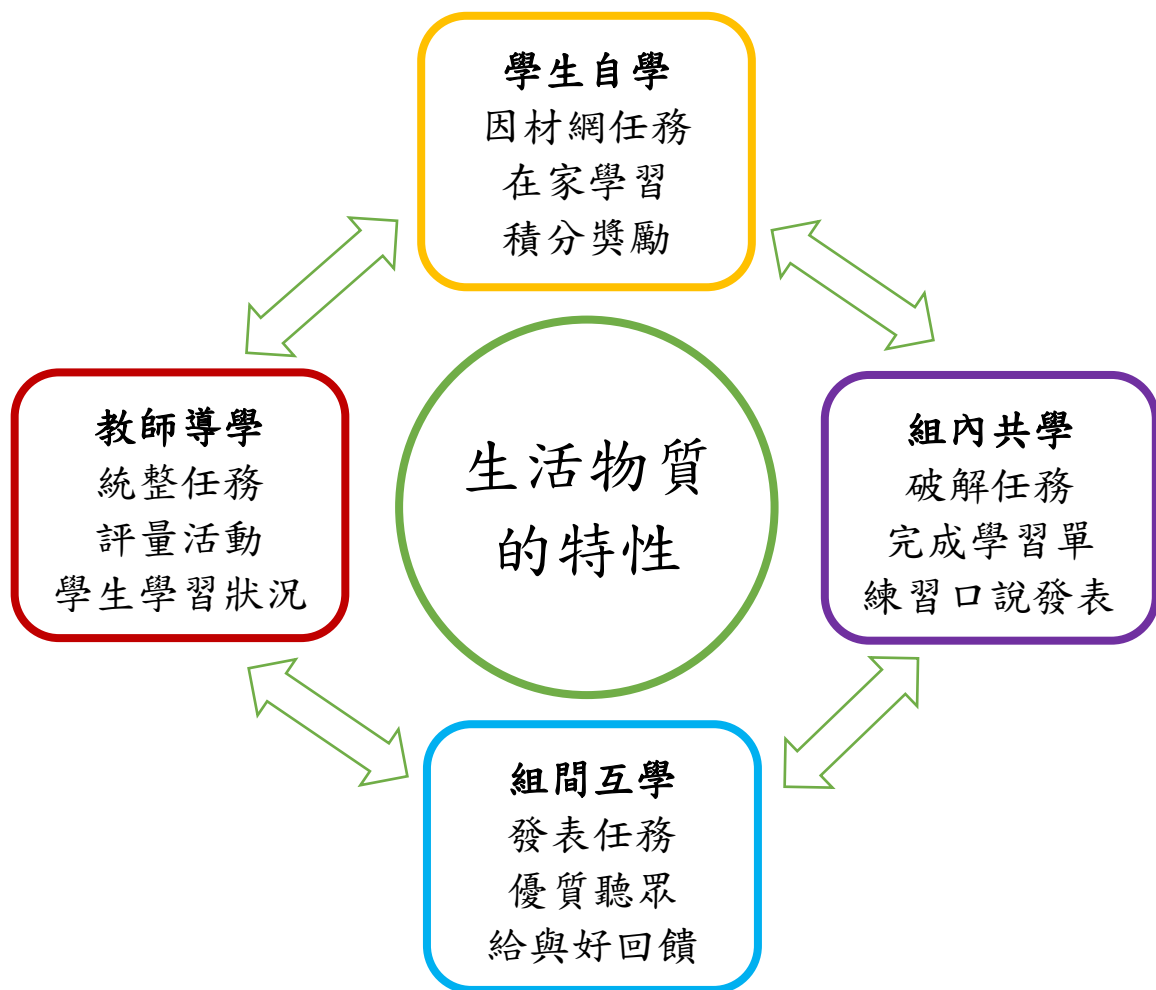 學生自學
因材網任務
在家學習
積分獎勵
教師導學
統整任務
評量活動
學生學習狀況
生活物質
的特性
組內共學
破解任務
完成學習單
練習口說發表
組間互學
發表任務
優質聽眾
給與好回饋